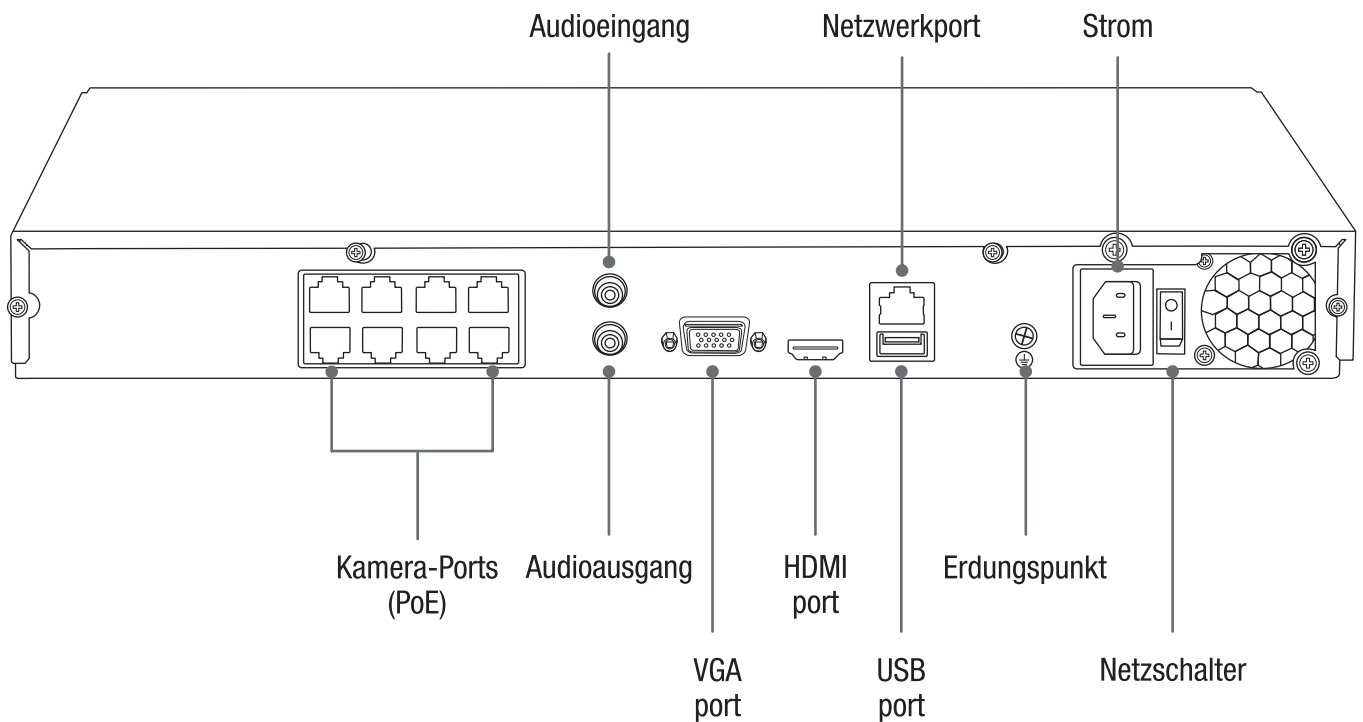 Audioeingang
Netzwerkport
Strom
Kamera-Ports
(PoE)
Audioausgang
HDMI
port
Erdungspunkt
VGA
port
USB
port
Netzschalter